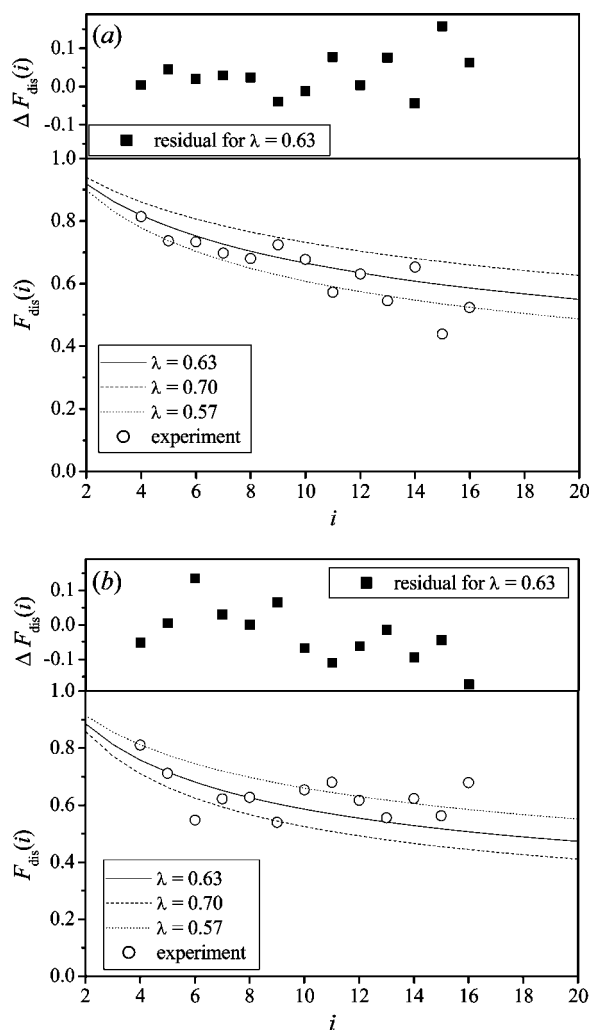 (a)
ΔF_dis(i)
0.1
0.0
-0.1
■ residual for λ = 0.63
F_dis(i)
1.0
0.8
0.6
0.4
0.2
0.0
λ = 0.63
λ = 0.70
λ = 0.57
experiment
2 4 6 8 10 12 14 16 18 20
i
(b)
ΔF_dis(i)
0.1
0.0
-0.1
■ residual for λ = 0.63
F_dis(i)
1.0
0.8
0.6
0.4
0.2
0.0
λ = 0.63
λ = 0.70
λ = 0.57
experiment
2 4 6 8 10 12 14 16 18 20
i